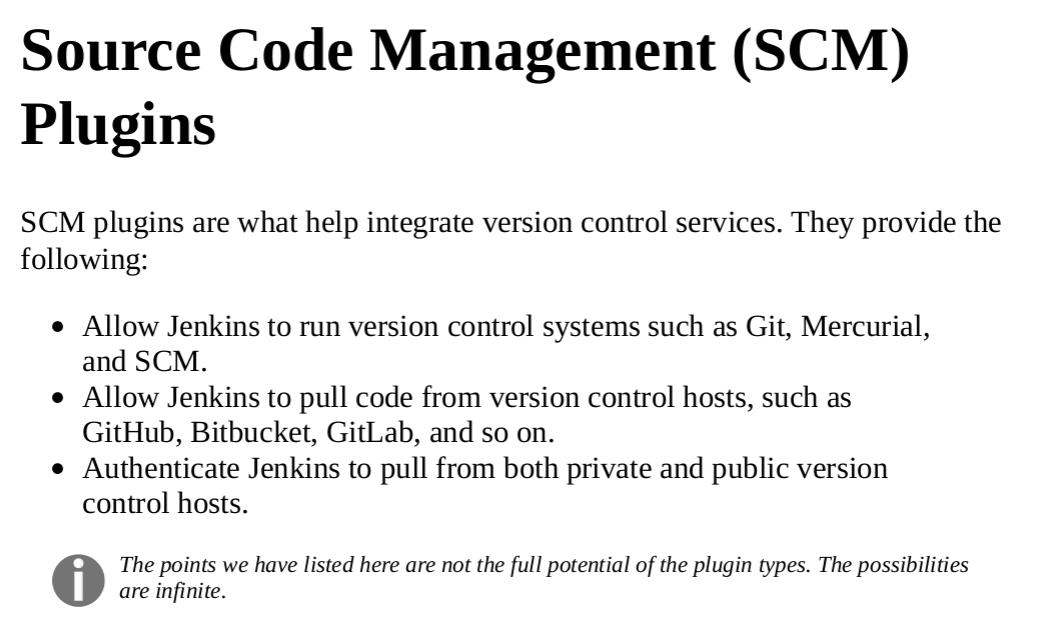 Source Code Management (SCM)
Plugins
SCM plugins are what help integrate version control services. They provide the
following:
• Allow Jenkins to run version control systems such as Git, Mercurial,
and SCM.
• Allow Jenkins to pull code from version control hosts, such as
GitHub, Bitbucket, GitLab, and so on.
• Authenticate Jenkins to pull from both private and public version
control hosts.
The points we have listed here are not the full potential of the plugin types. The possibilities
are infinite.